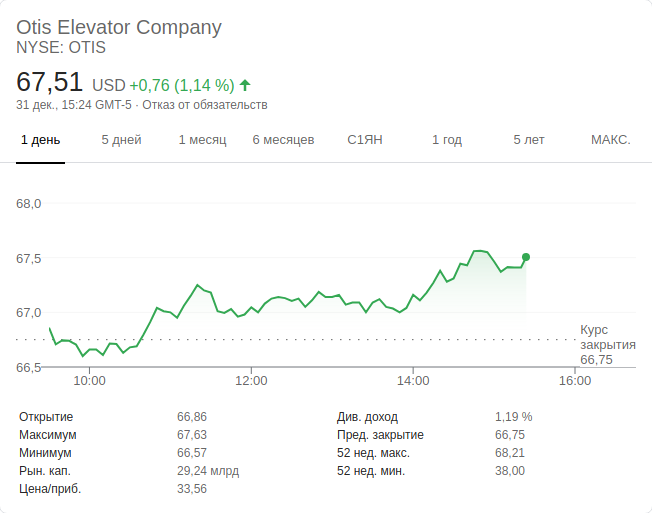 Otis Elevator Company
NYSE: OTIS
67,51 USD +0,76 (1,14 %)
31 дек., 15:24 GMT-5 · Отказ от обязательств
1 день 5 дней 1 месяц 6 месяцев С1ЯН 1 год 5 лет МАКС.
68,0
67,5
67,0
Курс
закрытия
66,75
66,5
10:00 12:00 14:00 16:00
Открытие 66,86 Див. доход 1,19 %
Максимум 67,63 Пред. закрытие 66,75
Минимум 66,57 52 нед. макс. 68,21
Рын. кап. 29,24 млрд 52 нед. мин. 38,00
Цена/приб. 33,56